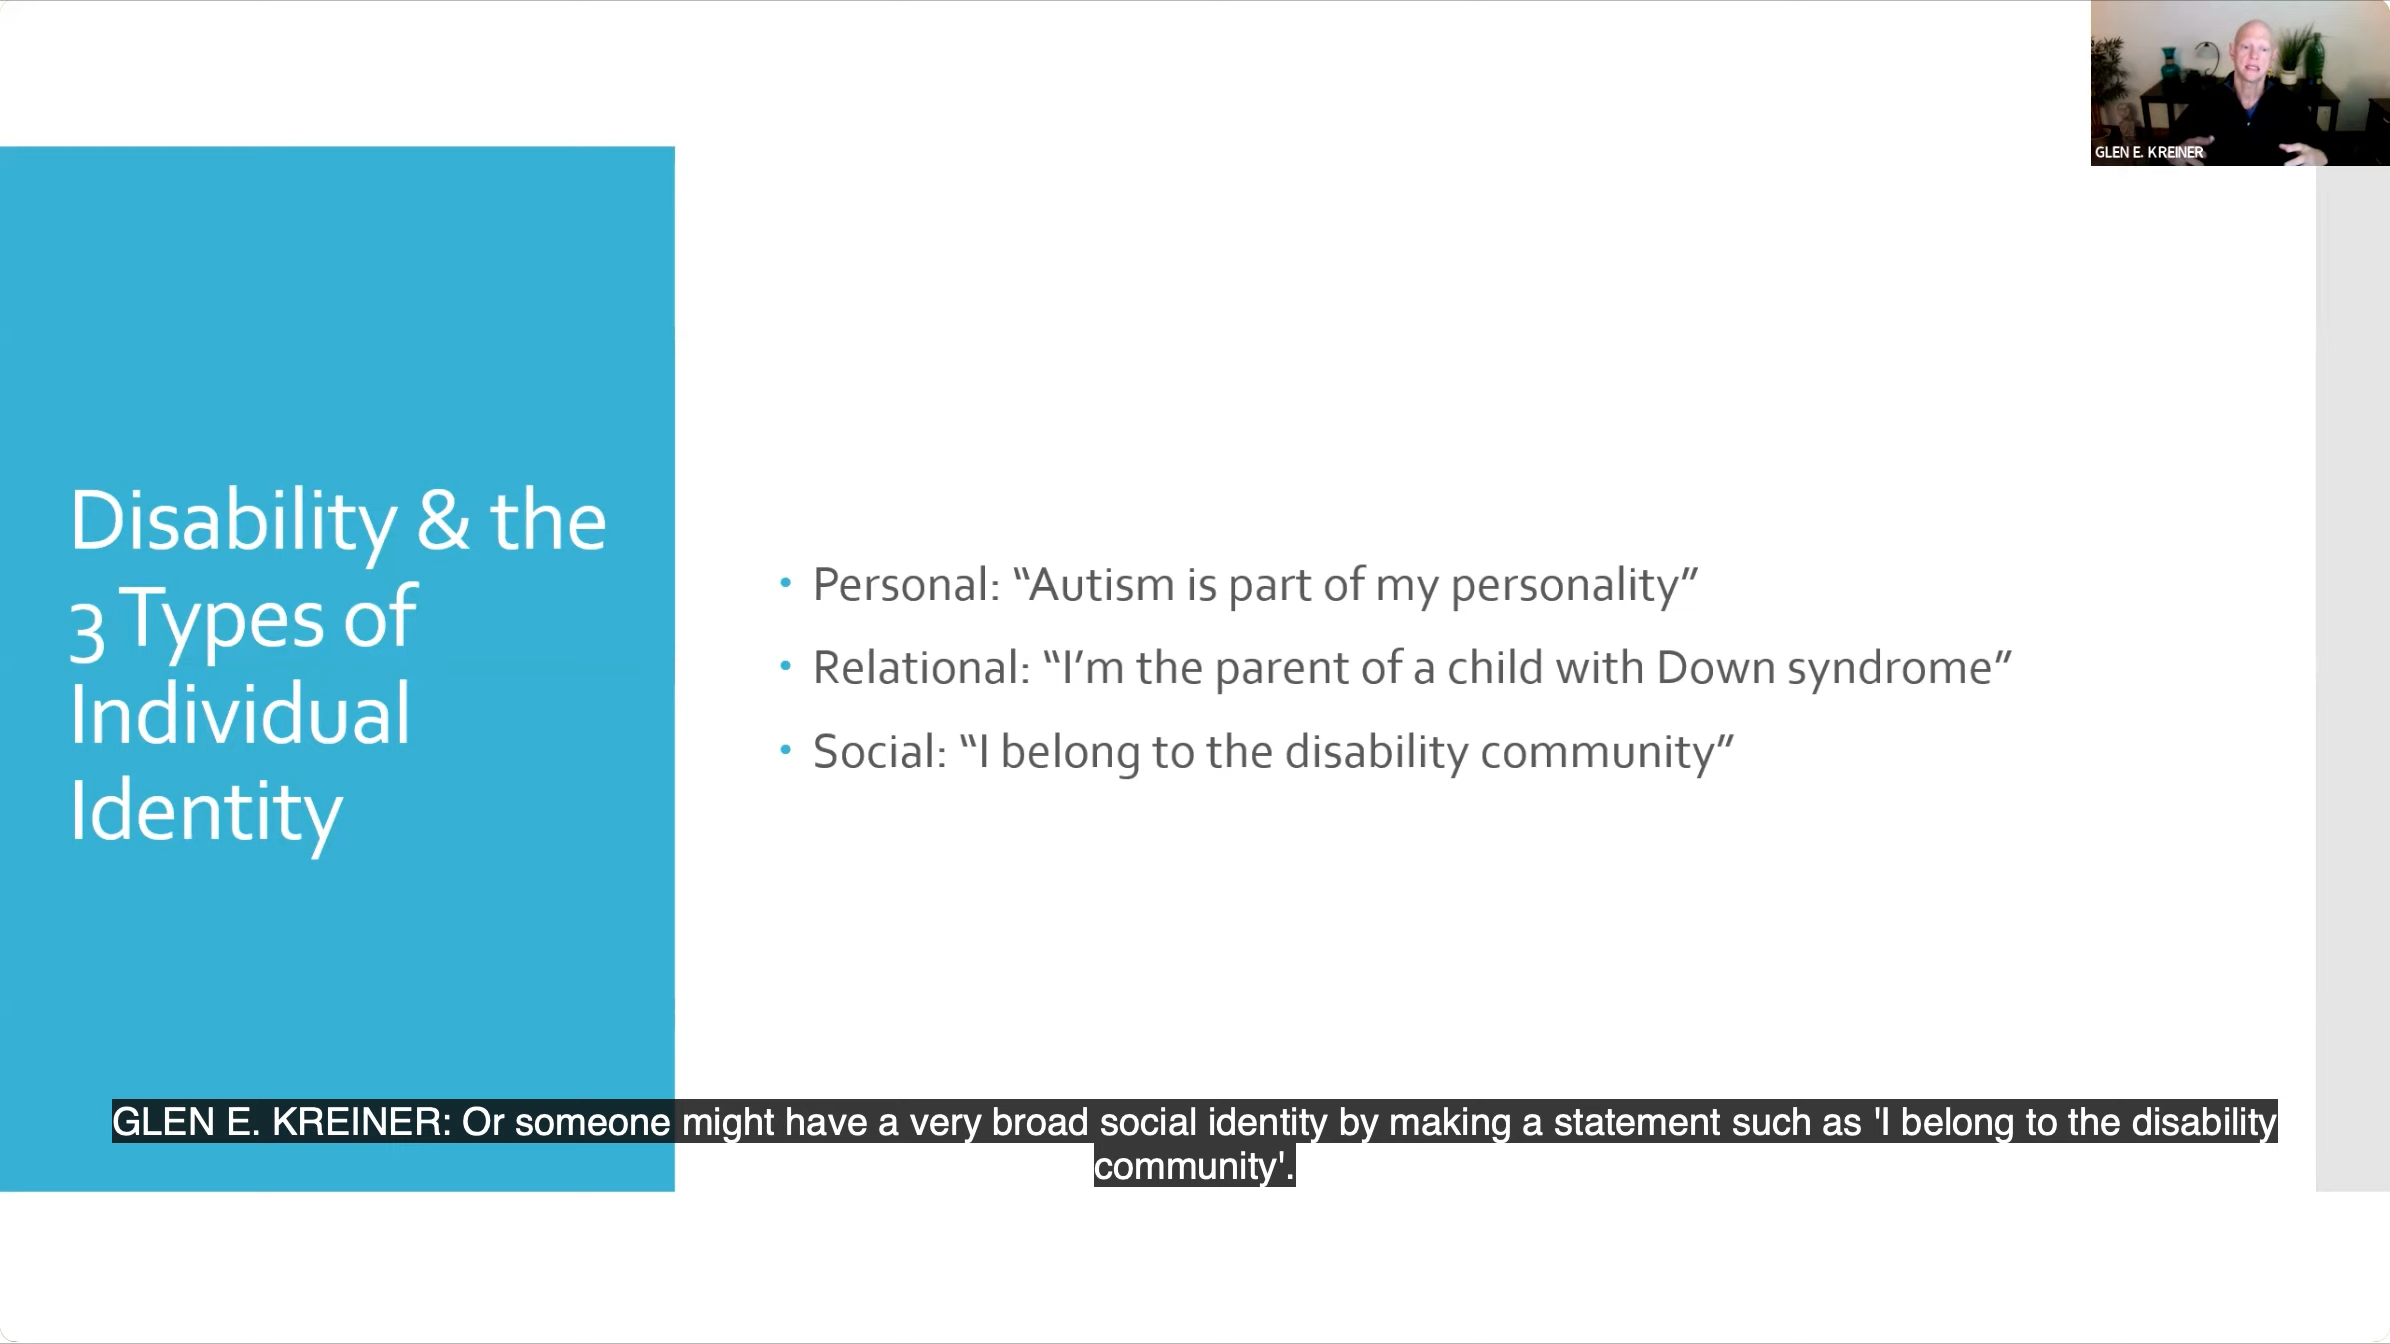 GLEN E. KREINER
Disability & the
3 Types of
Individual
Identity
• Personal: “Autism is part of my personality”
• Relational: “I’m the parent of a child with Down syndrome”
• Social: “I belong to the disability community”
GLEN E. KREINER: Or someone might have a very broad social identity by making a statement such as 'I belong to the disability
community'.